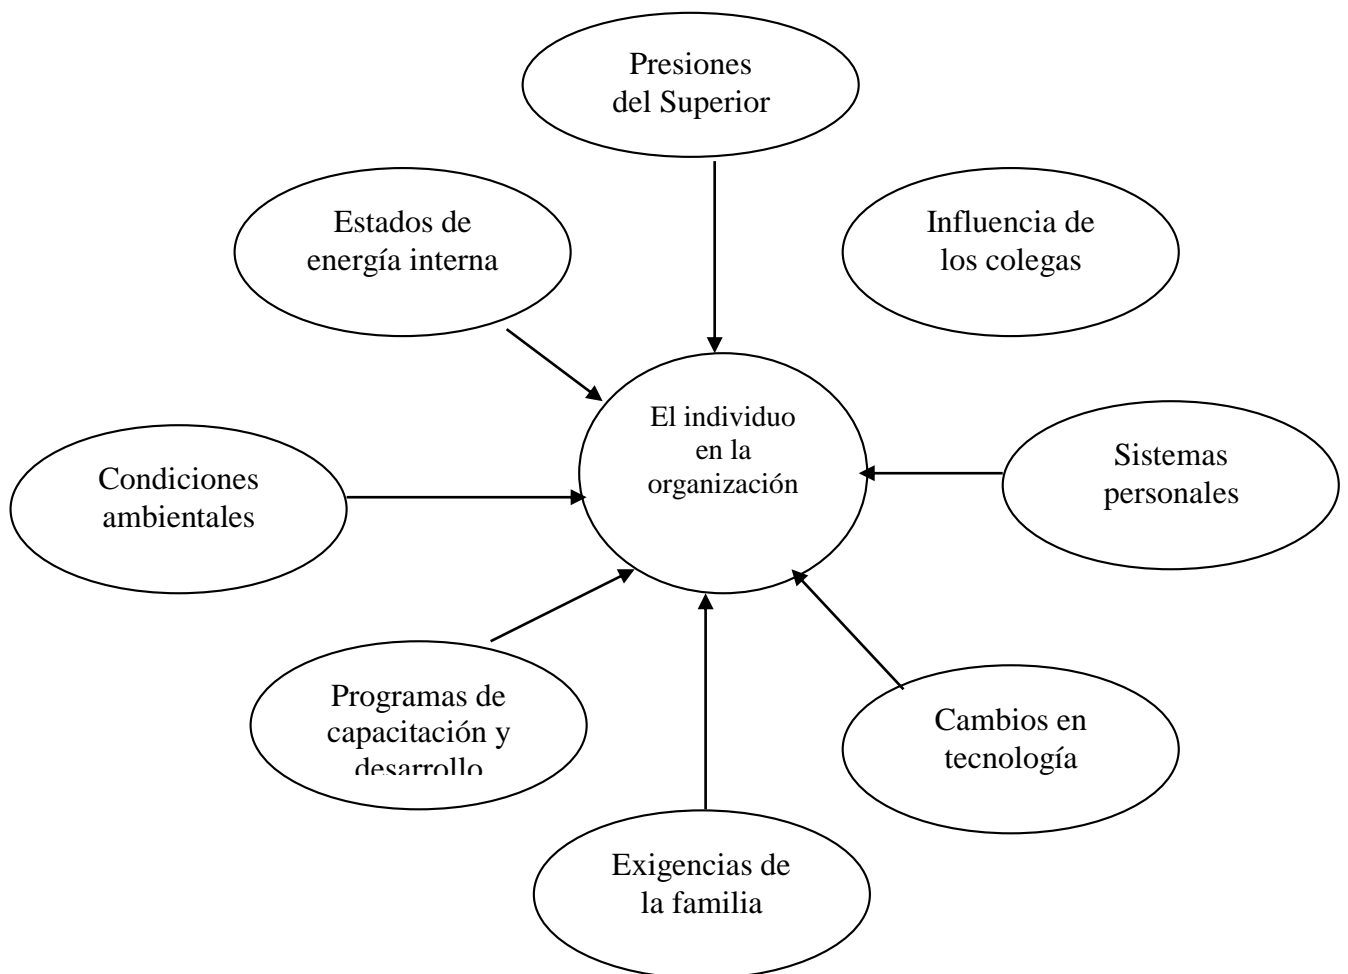 Presiones
del Superior
Estados de
energía interna
Influencia de
los colegas
El individuo
en la
organización
Condiciones
ambientales
Sistemas
personales
Programas de
capacitación y
desarrollo
Cambios en
tecnología
Exigencias de
la familia